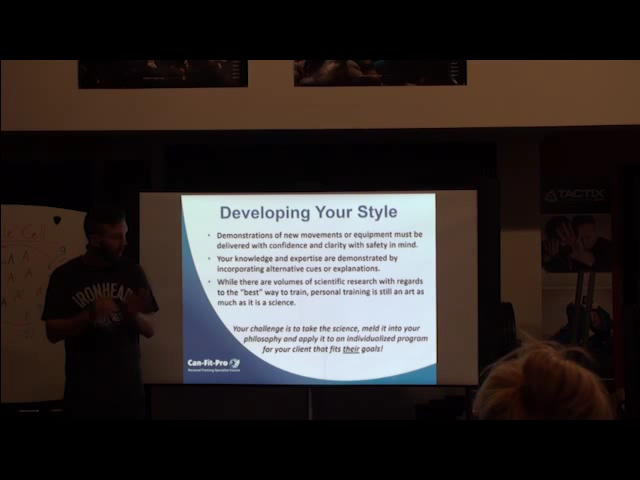 Developing Your Style
• Demonstrations of new movements or equipment must be
delivered with confidence and clarity with safety in mind.
• Your knowledge and expertise are demonstrated by
incorporating alternative cues or explanations.
• While there are volumes of scientific research with regards
to the "best" way to train, personal training is still an art as
much as it is a science.
Your challenge is to take the science, meld it into your
philosophy and apply it to an individualized program
for your client that fits their goals!
Can-Fit-Pro
Personal Training Specialist Course
IRONHEAD
TACTIX
Cell